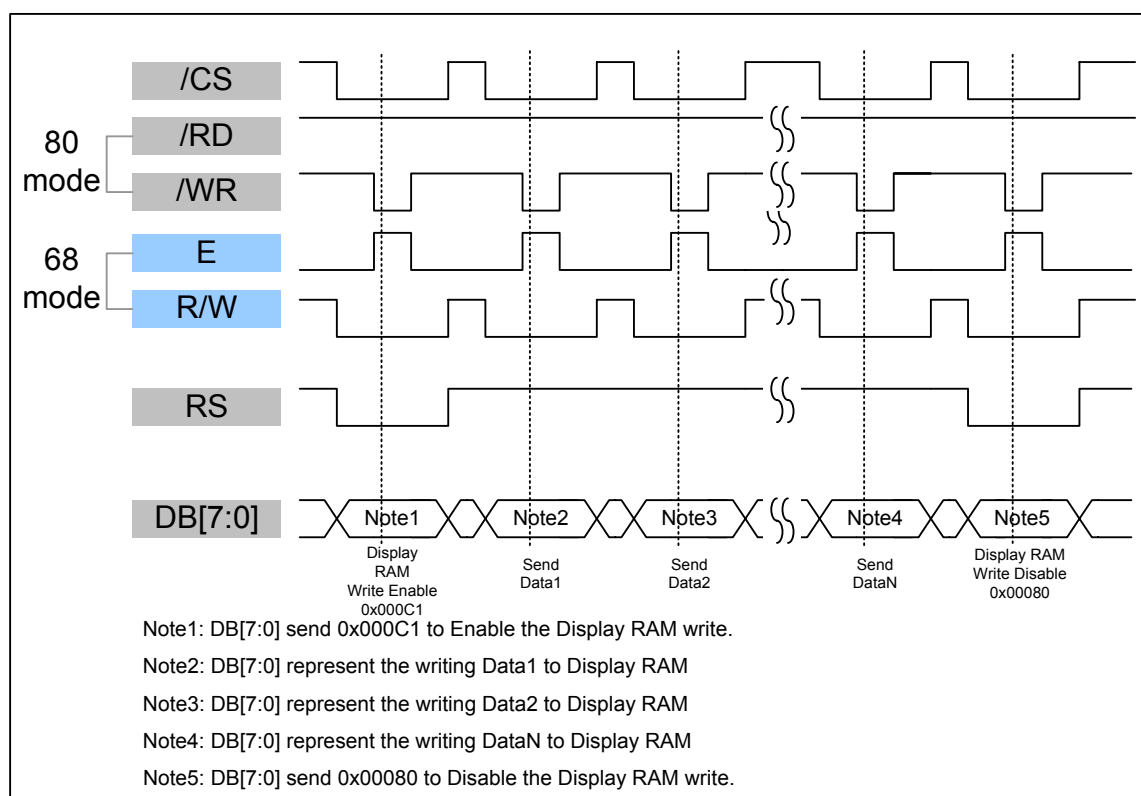 /CS
80
mode
/RD
/WR
68
mode
E
R/W
RS
DB[7:0]
Note1
Note2
Note3
Note4
Note5
Display
RAM
Write Enable
0x000C1
Send
Data1
Send
Data2
Send
DataN
Display RAM
Write Disable
0x00080
Note1: DB[7:0] send 0x000C1 to Enable the Display RAM write.
Note2: DB[7:0] represent the writing Data1 to Display RAM
Note3: DB[7:0] represent the writing Data2 to Display RAM
Note4: DB[7:0] represent the writing DataN to Display RAM
Note5: DB[7:0] send 0x00080 to Disable the Display RAM write.